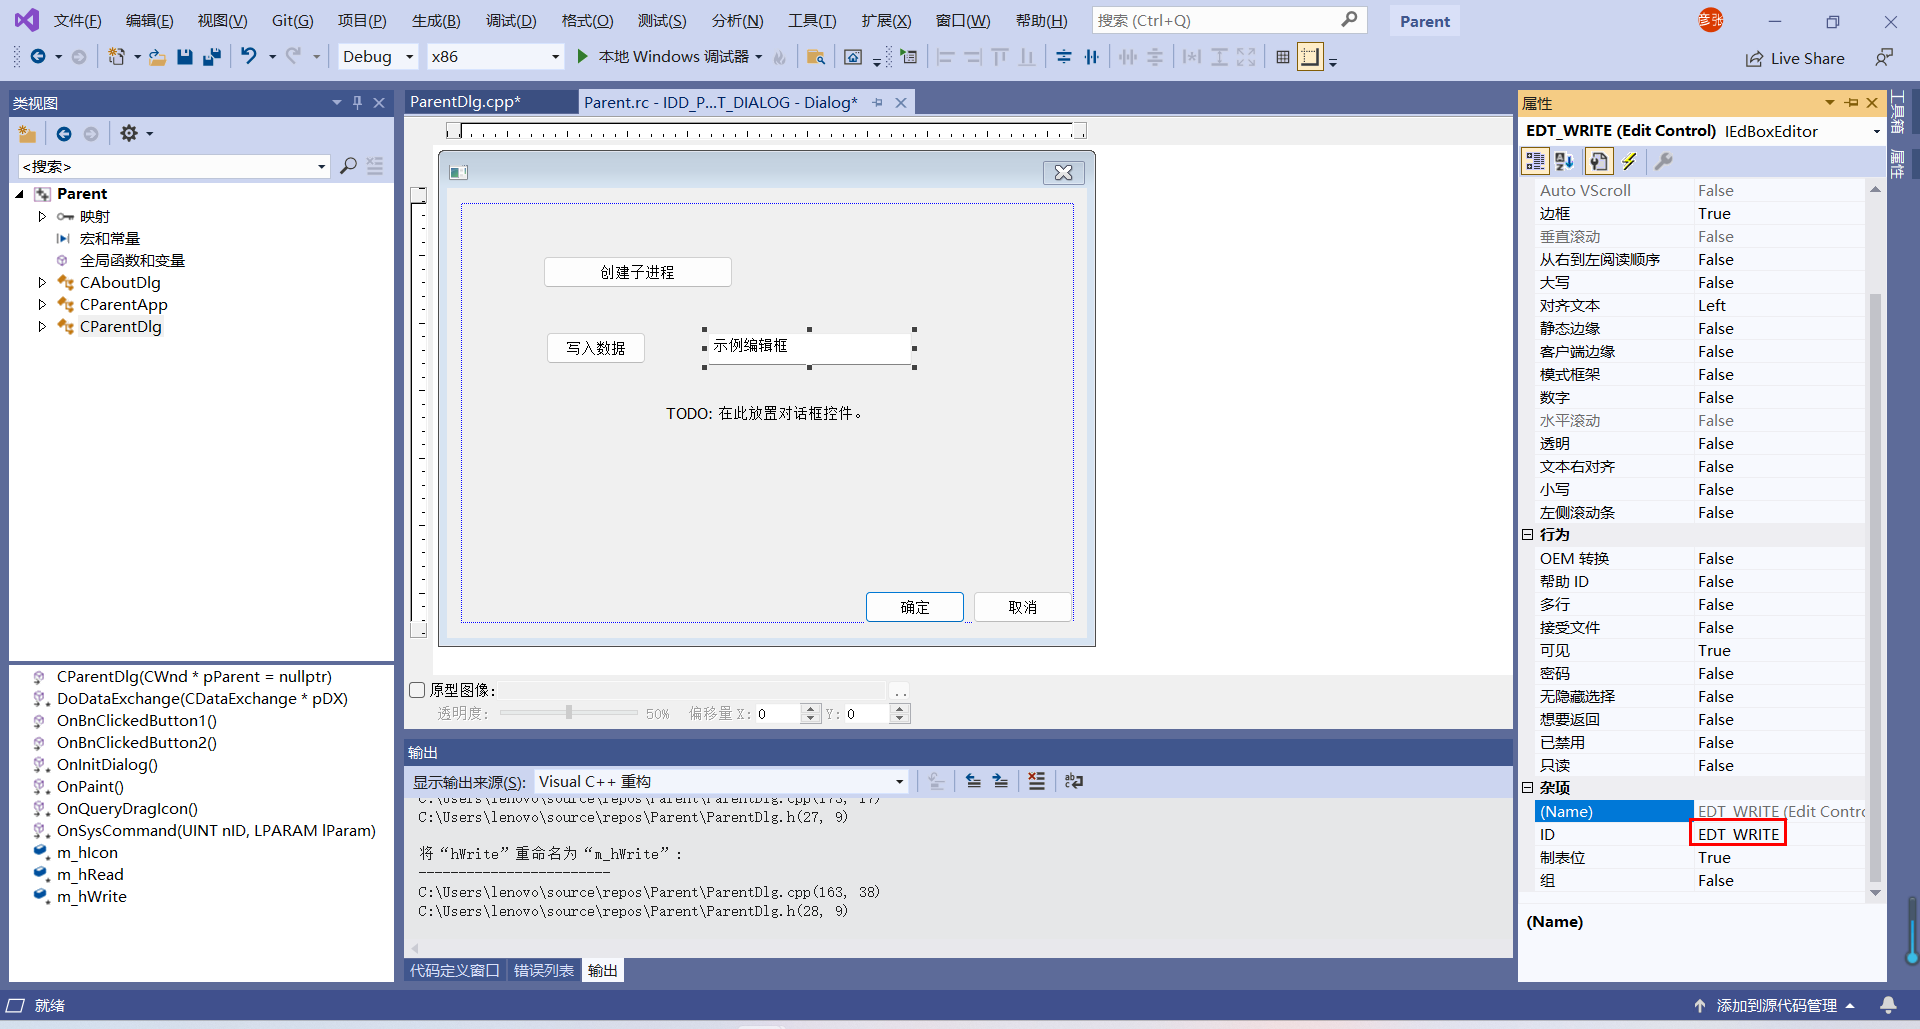 文件(F) 编辑(E) 视图(V) Git(G) 项目(P) 生成(B) 调试(D) 格式(O) 测试(S) 分析(N) 工具(T) 扩展(X) 窗口(W) 帮助(H) 搜索 (Ctrl+Q) Parent 彦张
Debug x86 本地 Windows 调试器 Live Share
类视图
<搜索>
Parent
映射
宏和常量
全局函数和变量
CAboutDlg
CParentApp
CParentDlg
CParentDlg(CWnd * pParent = nullptr)
DoDataExchange(CDataExchange * pDX)
OnBnClickedButton1()
OnBnClickedButton2()
OnInitDialog()
OnPaint()
OnQueryDragIcon()
OnSysCommand(UINT nID, LPARAM lParam)
m_hIcon
m_hRead
m_hWrite
ParentDlg.cpp* Parent.rc - IDD_P...T_DIALOG - Dialog*
创建子进程
写入数据 示例编辑框
TODO: 在此放置对话框控件。
确定 取消
原型图像: ..
透明度: 50% 偏移量 X: 0 Y: 0
输出
显示输出来源(S): Visual C++ 重构
C:\Users\lenovo\source\repos\Parent\ParentDlg.cpp(173, 17)
C:\Users\lenovo\source\repos\Parent\ParentDlg.h(27, 9)
将“hWrite”重命名为“m_hWrite”:
------------------------
C:\Users\lenovo\source\repos\Parent\ParentDlg.cpp(163, 38)
C:\Users\lenovo\source\repos\Parent\ParentDlg.h(28, 9)
代码定义窗口 错误列表 输出
属性
EDT_WRITE (Edit Control) IEdBoxEditor
Auto VScroll False
边框 True
垂直滚动 False
从右到左阅读顺序 False
大写 False
对齐文本 Left
静态边缘 False
客户端边缘 False
模式框架 False
数字 False
水平滚动 False
透明 False
文本右对齐 False
小写 False
左侧滚动条 False
行为
OEM 转换 False
帮助 ID False
多行 False
接受文件 False
可见 True
密码 False
无隐藏选择 False
想要返回 False
已禁用 False
只读 False
杂项
(Name) EDT_WRITE (Edit Contro
ID EDT_WRITE
制表位 True
组 False
(Name)
工具箱
属性
就绪 添加到源代码管理